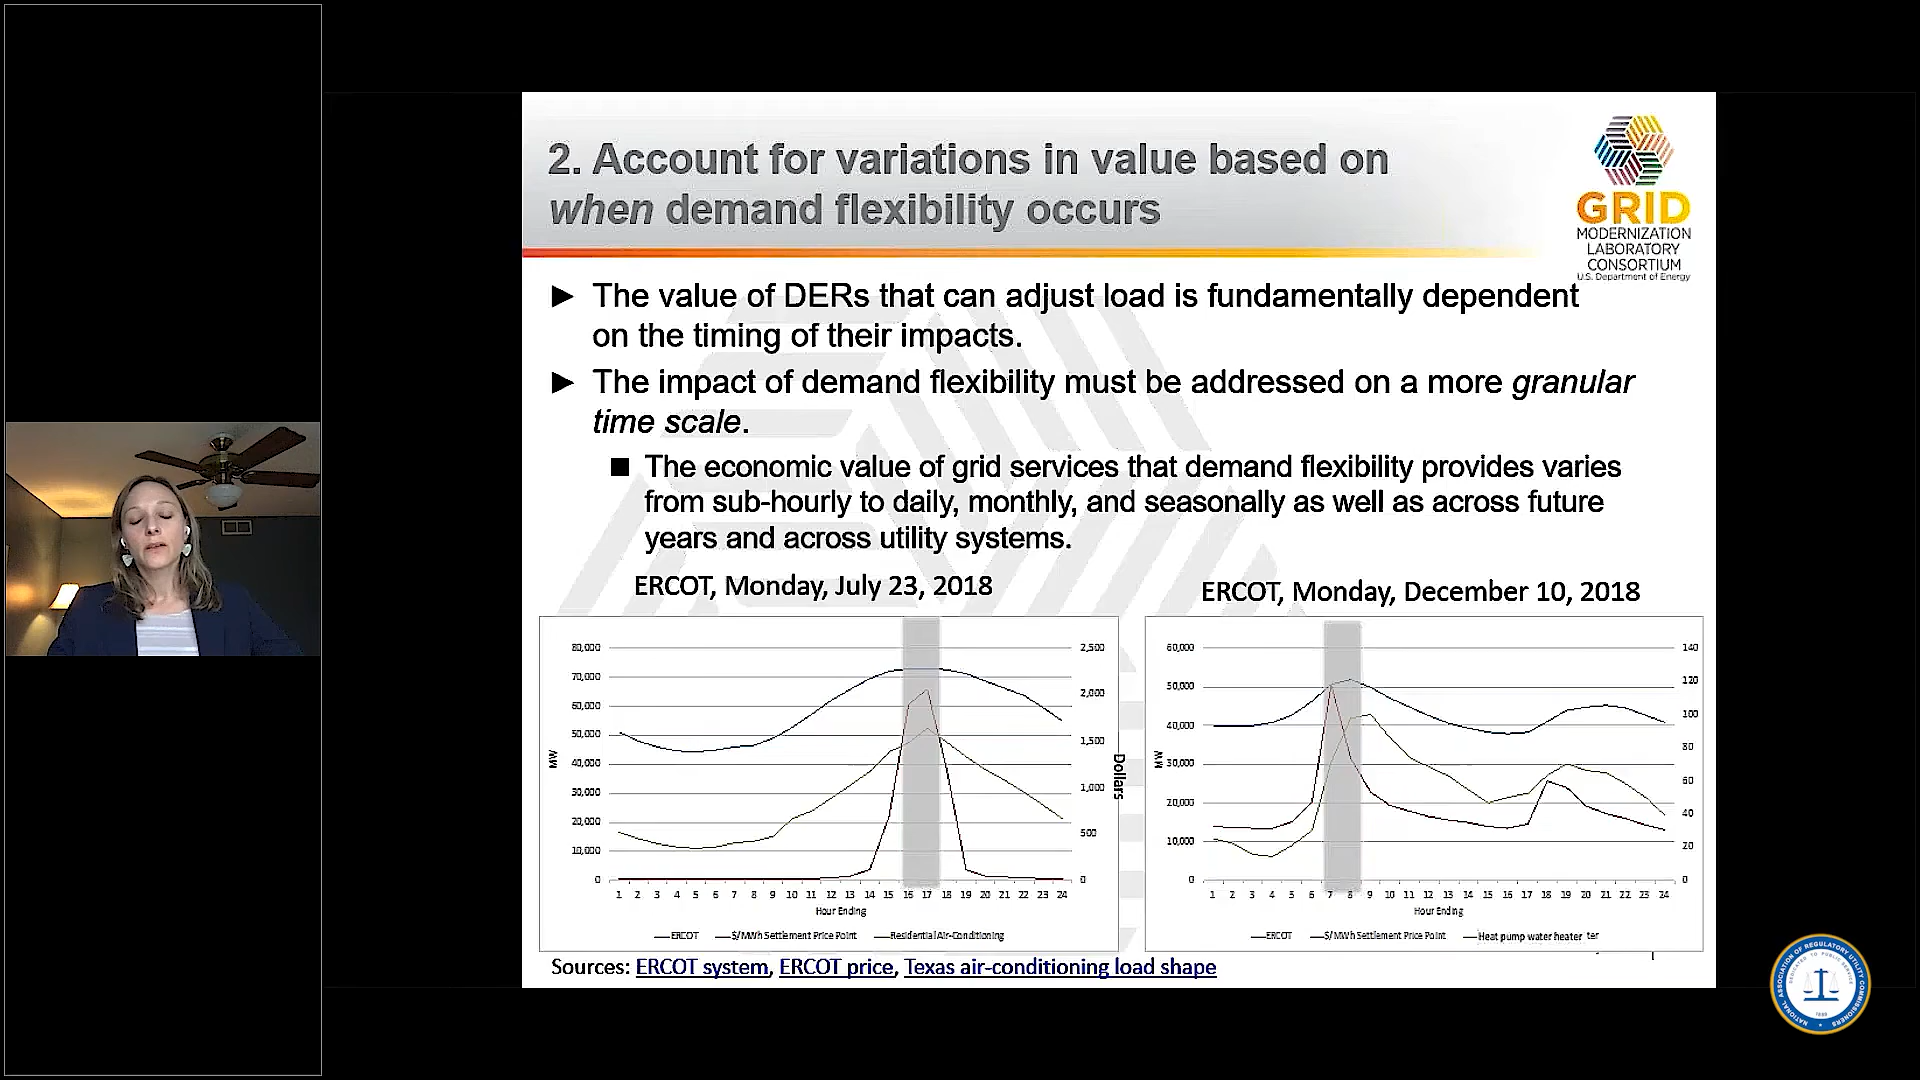 2. Account for variations in value based on
when demand flexibility occurs
GRID
MODERNIZATION
LABORATORY
CONSORTIUM
U.S. Department of Energy
► The value of DERs that can adjust load is fundamentally dependent
on the timing of their impacts.
► The impact of demand flexibility must be addressed on a more granular
time scale.
■ The economic value of grid services that demand flexibility provides varies
from sub-hourly to daily, monthly, and seasonally as well as across future
years and across utility systems.
ERCOT, Monday, July 23, 2018
80,000
70,000
60,000
50,000
40,000
30,000
20,000
10,000
0
MW
2,500
2,000
1,500
1,000
500
0
Dollars
1 2 3 4 5 6 7 8 9 10 11 12 13 14 15 16 17 18 19 20 21 22 23 24
Hour Ending
ERCOT $/MWh Settlement Price Point Residential Air-Conditioning
ERCOT, Monday, December 10, 2018
60,000
50,000
40,000
30,000
20,000
10,000
0
MW
140
120
100
80
60
40
20
0
1 2 3 4 5 6 7 8 9 10 11 12 13 14 15 16 17 18 19 20 21 22 23 24
Hour Ending
ERCOT $/MWh Settlement Price Point Heat pump water heater ter
Sources: ERCOT system, ERCOT price, Texas air-conditioning load shape
NATIONAL ASSOCIATION OF REGULATORY UTILITY COMMISSIONERS